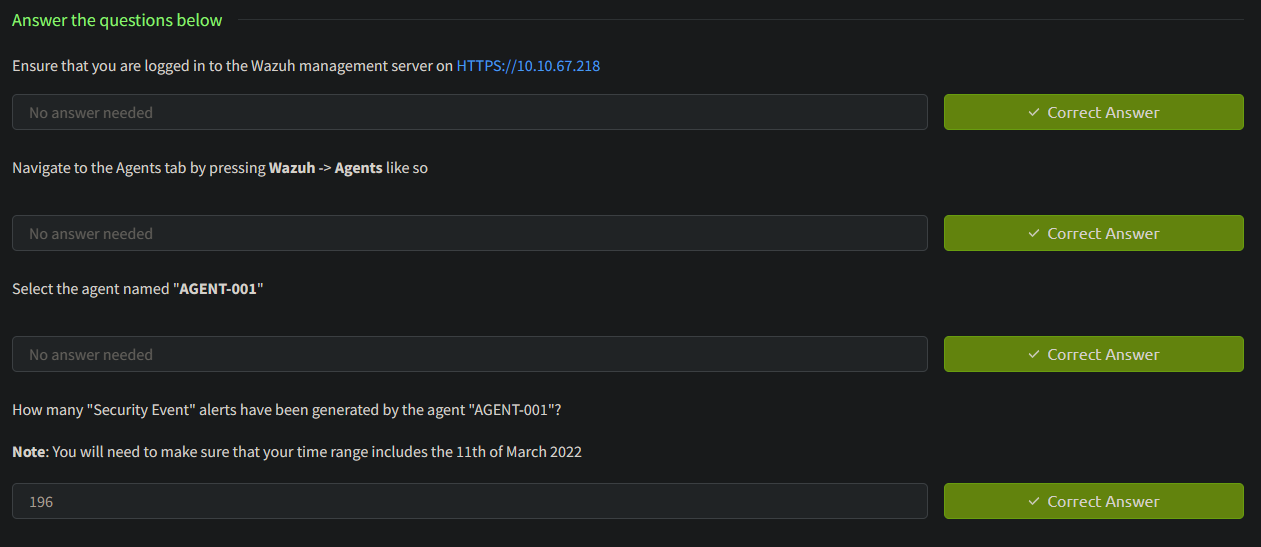 Answer the questions below
Ensure that you are logged in to the Wazuh management server on HTTPS://10.10.67.218
No answer needed
Correct Answer
Navigate to the Agents tab by pressing Wazuh -> Agents like so
No answer needed
Correct Answer
Select the agent named "AGENT-001"
No answer needed
Correct Answer
How many "Security Event" alerts have been generated by the agent "AGENT-001"?
Note: You will need to make sure that your time range includes the 11th of March 2022
196
Correct Answer